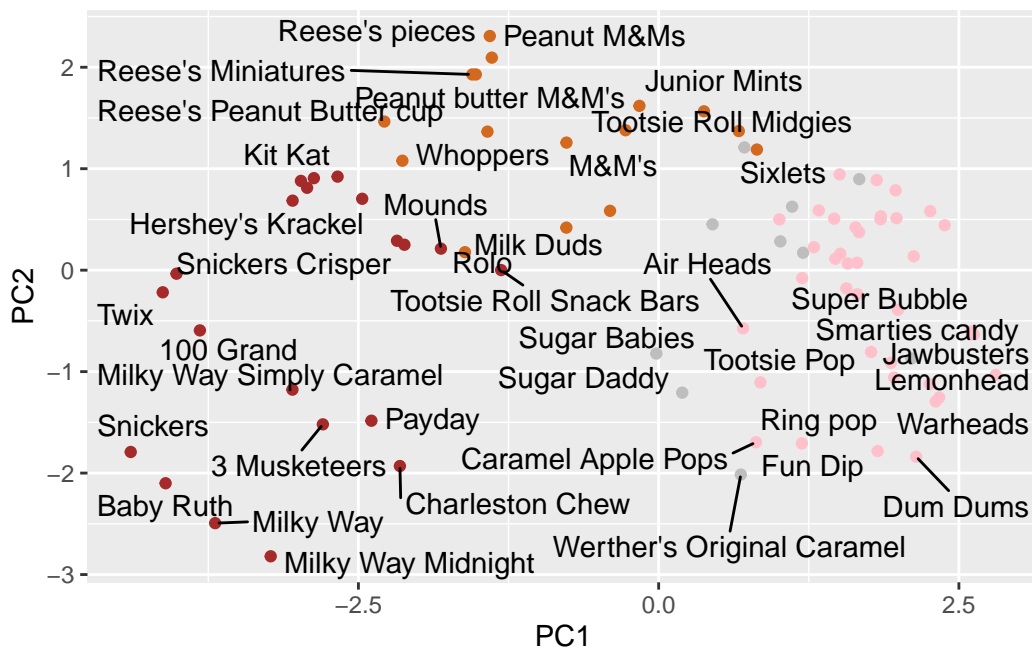 Reese's pieces
Peanut M&Ms
2
Reese's Miniatures
Junior Mints
Peanut butter M&M's
Reese's Peanut Butter cup
Tootsie Roll Midgies
Kit Kat
Whoppers
M&M's
1
Sixlets
Mounds
Hershey's Krackel
Milk Duds
Snickers Crisper
Rolo
Air Heads
0
Tootsie Roll Snack Bars
Super Bubble
Twix
Sugar Babies
Smarties candy
100 Grand
Tootsie Pop
Jawbusters
−1
Milky Way Simply Caramel
Sugar Daddy
Lemonhead
Snickers
Payday
Ring pop
Warheads
3 Musketeers
Caramel Apple Pops
Fun Dip
−2
Baby Ruth
Charleston Chew
Dum Dums
Milky Way
Werther's Original Caramel
Milky Way Midnight
−3
PC2
−2.5
0.0
2.5
PC1